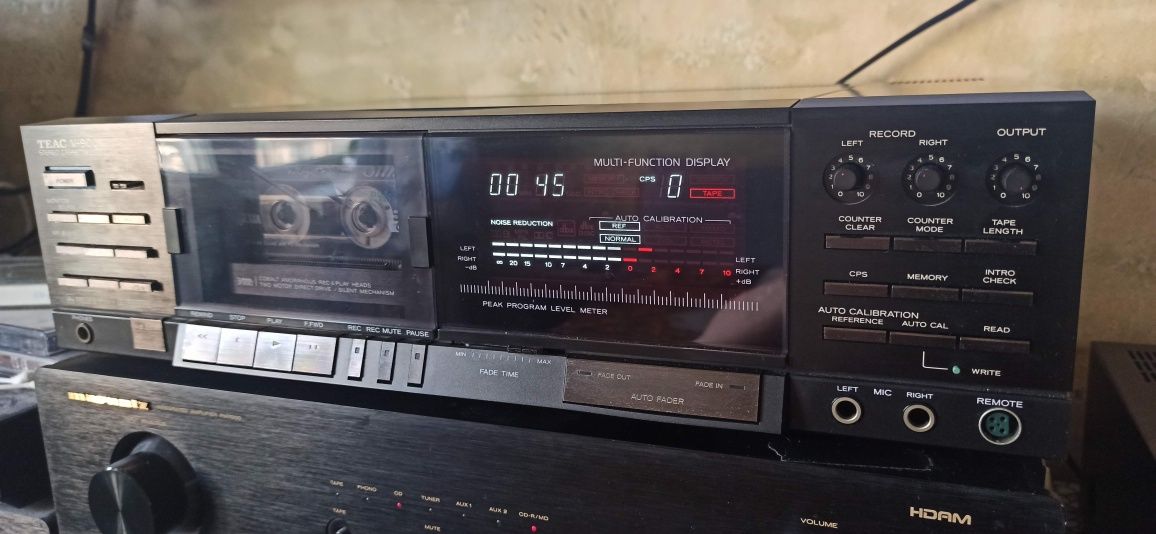 TEAC
POWER
PHONES
MULTI-FUNCTION DISPLAY
00 45
CPS
0
TAPE
NOISE REDUCTION
AUTO CALIBRATION
REF
NORMAL
LEFT
RIGHT
-dB
∞ 20 15 10 7 4 2 0 2 4 7 10
LEFT
RIGHT
+dB
PEAK PROGRAM LEVEL METER
COBALT AMORPHOUS REC & PLAY HEADS
TWO MOTOR DIRECT DRIVE / SILENT MECHANISM
REWIND STOP PLAY F.FWD REC REC MUTE PAUSE
MIN MAX
FADE TIME
FADE OUT FADE IN
AUTO FADER
RECORD OUTPUT
LEFT RIGHT
COUNTER CLEAR
COUNTER MODE
TAPE LENGTH
CPS MEMORY
INTRO CHECK
AUTO CALIBRATION
REFERENCE AUTO CAL READ
WRITE
LEFT MIC RIGHT
REMOTE
marantz
TAPE PHONO CD TUNER AUX 1 AUX 2 CD-R/MD
TAPE
MUTE
VOLUME
HDAM